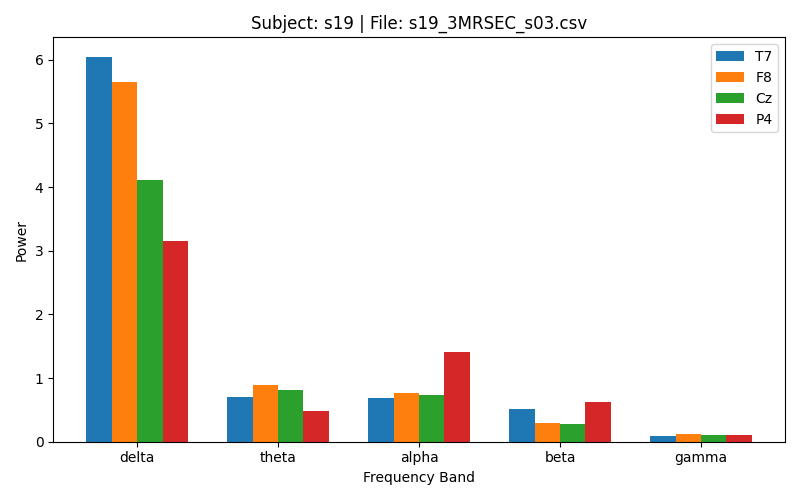 Subject: s19 | File: s19_3MRSEC_s03.csv
T7
F8
Cz
P4
Power
6
5
4
3
2
1
0
delta theta alpha beta gamma
Frequency Band